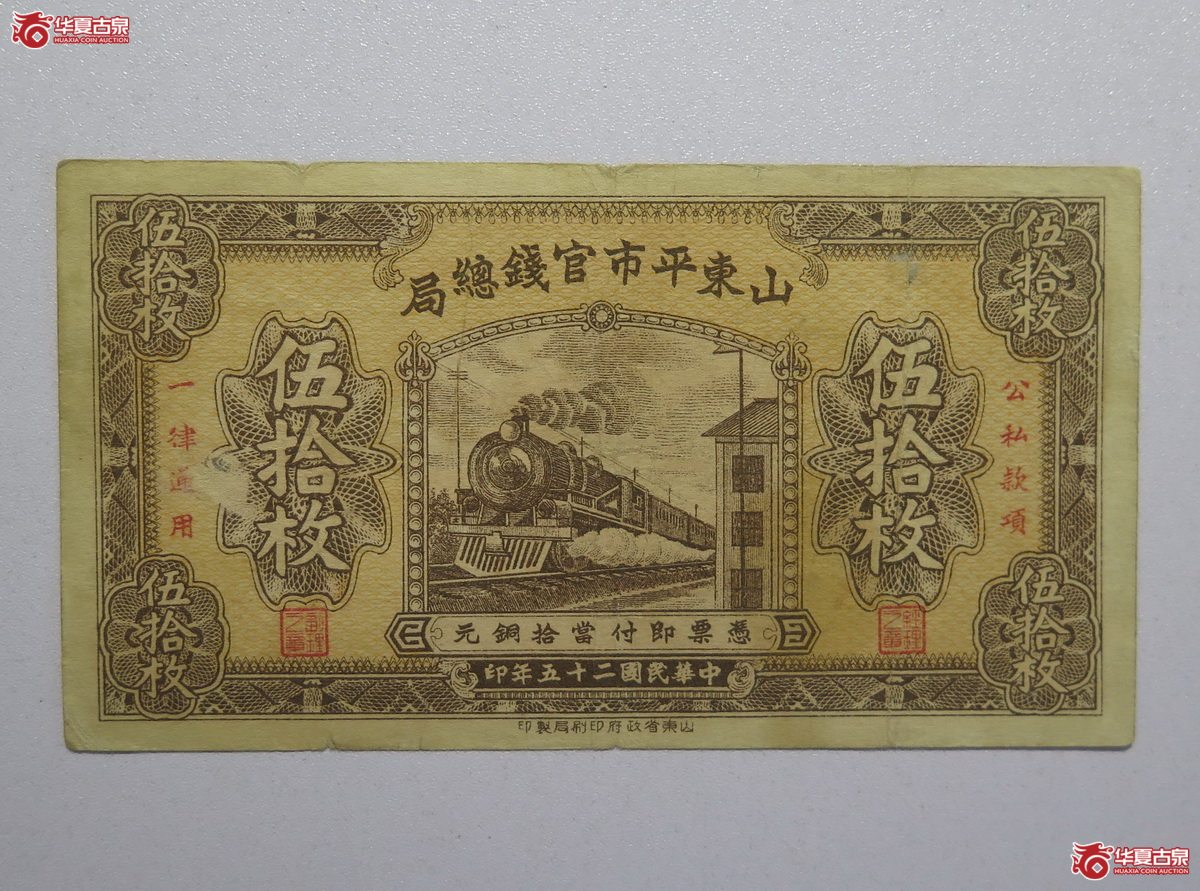 华夏古泉
HUAXIA COIN AUCTION
山東平市官錢總局
伍拾枚
伍拾枚
伍拾枚
伍拾枚
公私款項
一律通用
伍拾枚
伍拾枚
憑票即付當拾銅元
中華民國二十五年印
山東省政府印刷局製印
华夏古泉
HUAXIA COIN AUCTION